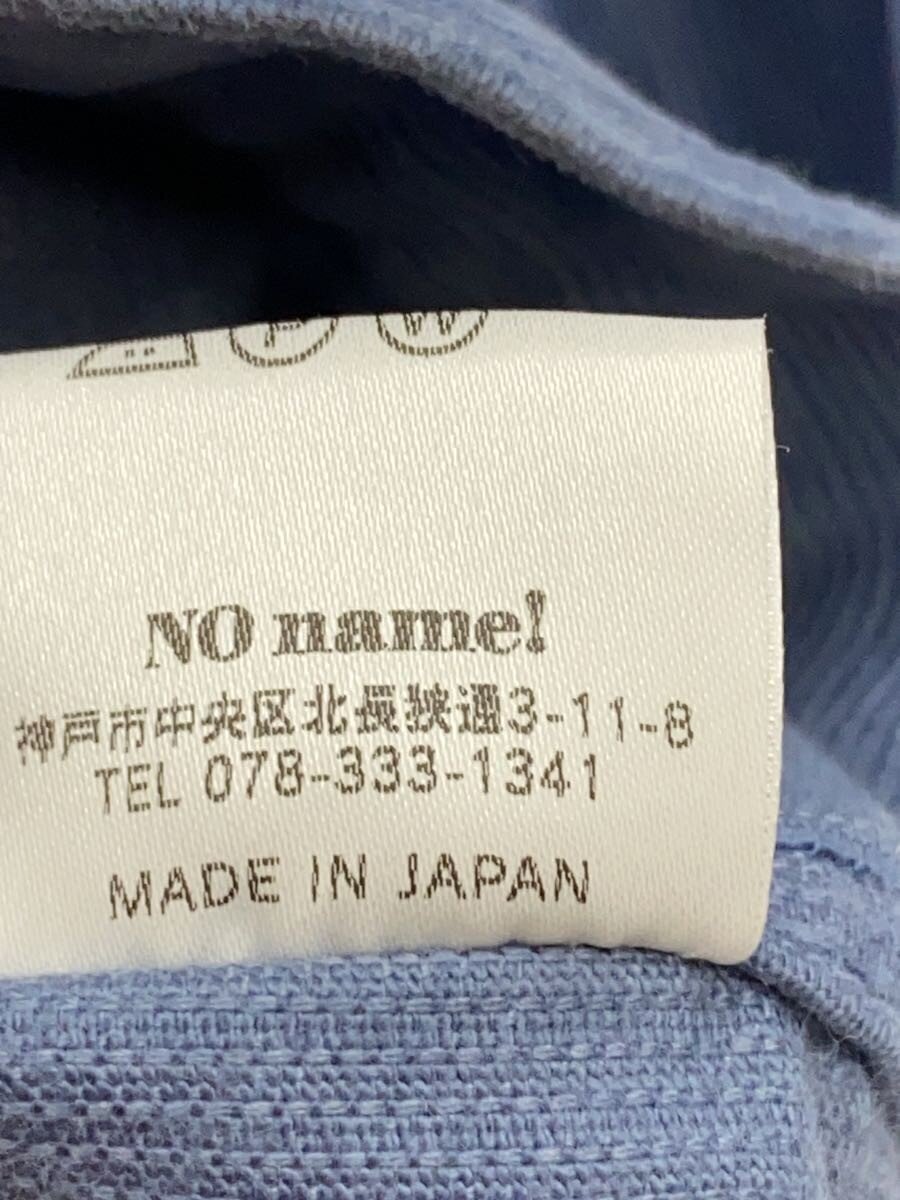 P W
NO name!
神戸市中央区北長狭通3-11-8
TEL 078-333-1341
MADE IN JAPAN